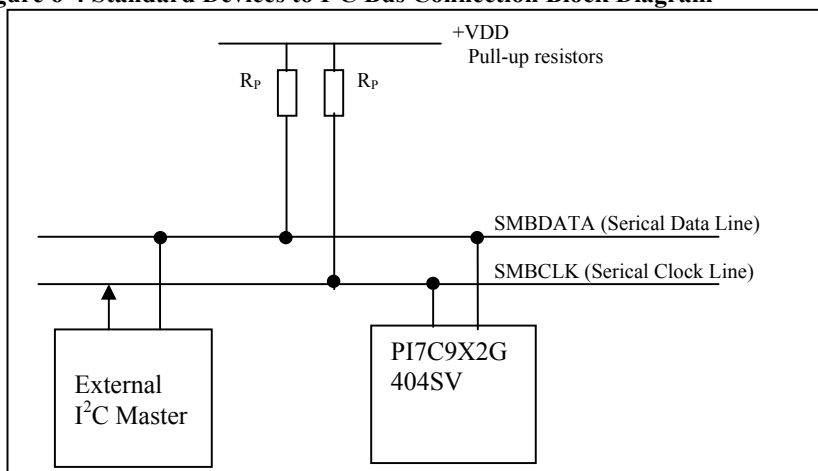 +VDD
Pull-up resistors
RP RP
SMBDATA (Serical Data Line)
SMBCLK (Serical Clock Line)
External
I2C Master
PI7C9X2G
404SV